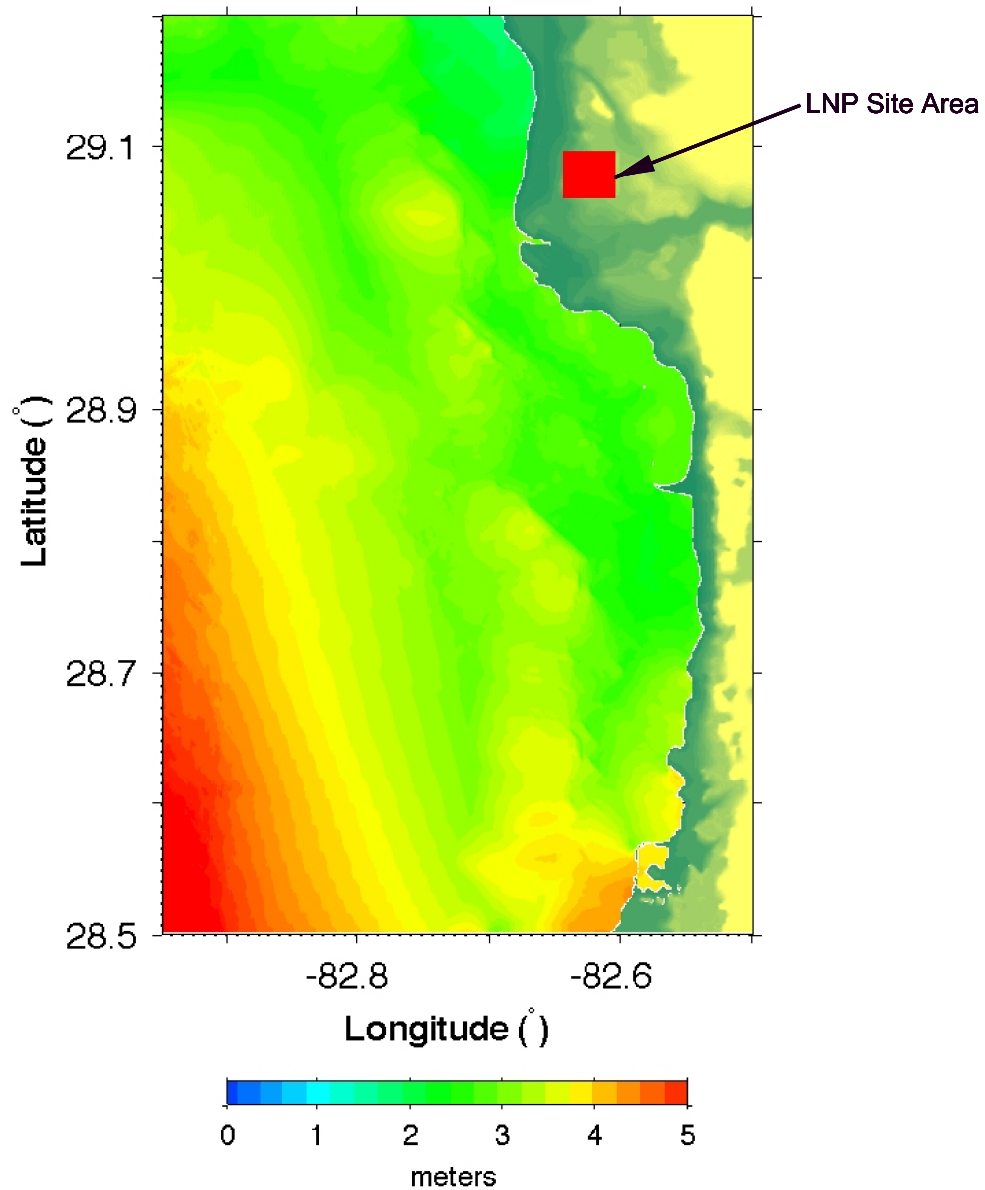 LNP Site Area
29.1
28.9
28.7
28.5
Latitude (°)
-82.8 -82.6
Longitude (°)
0 1 2 3 4 5
meters